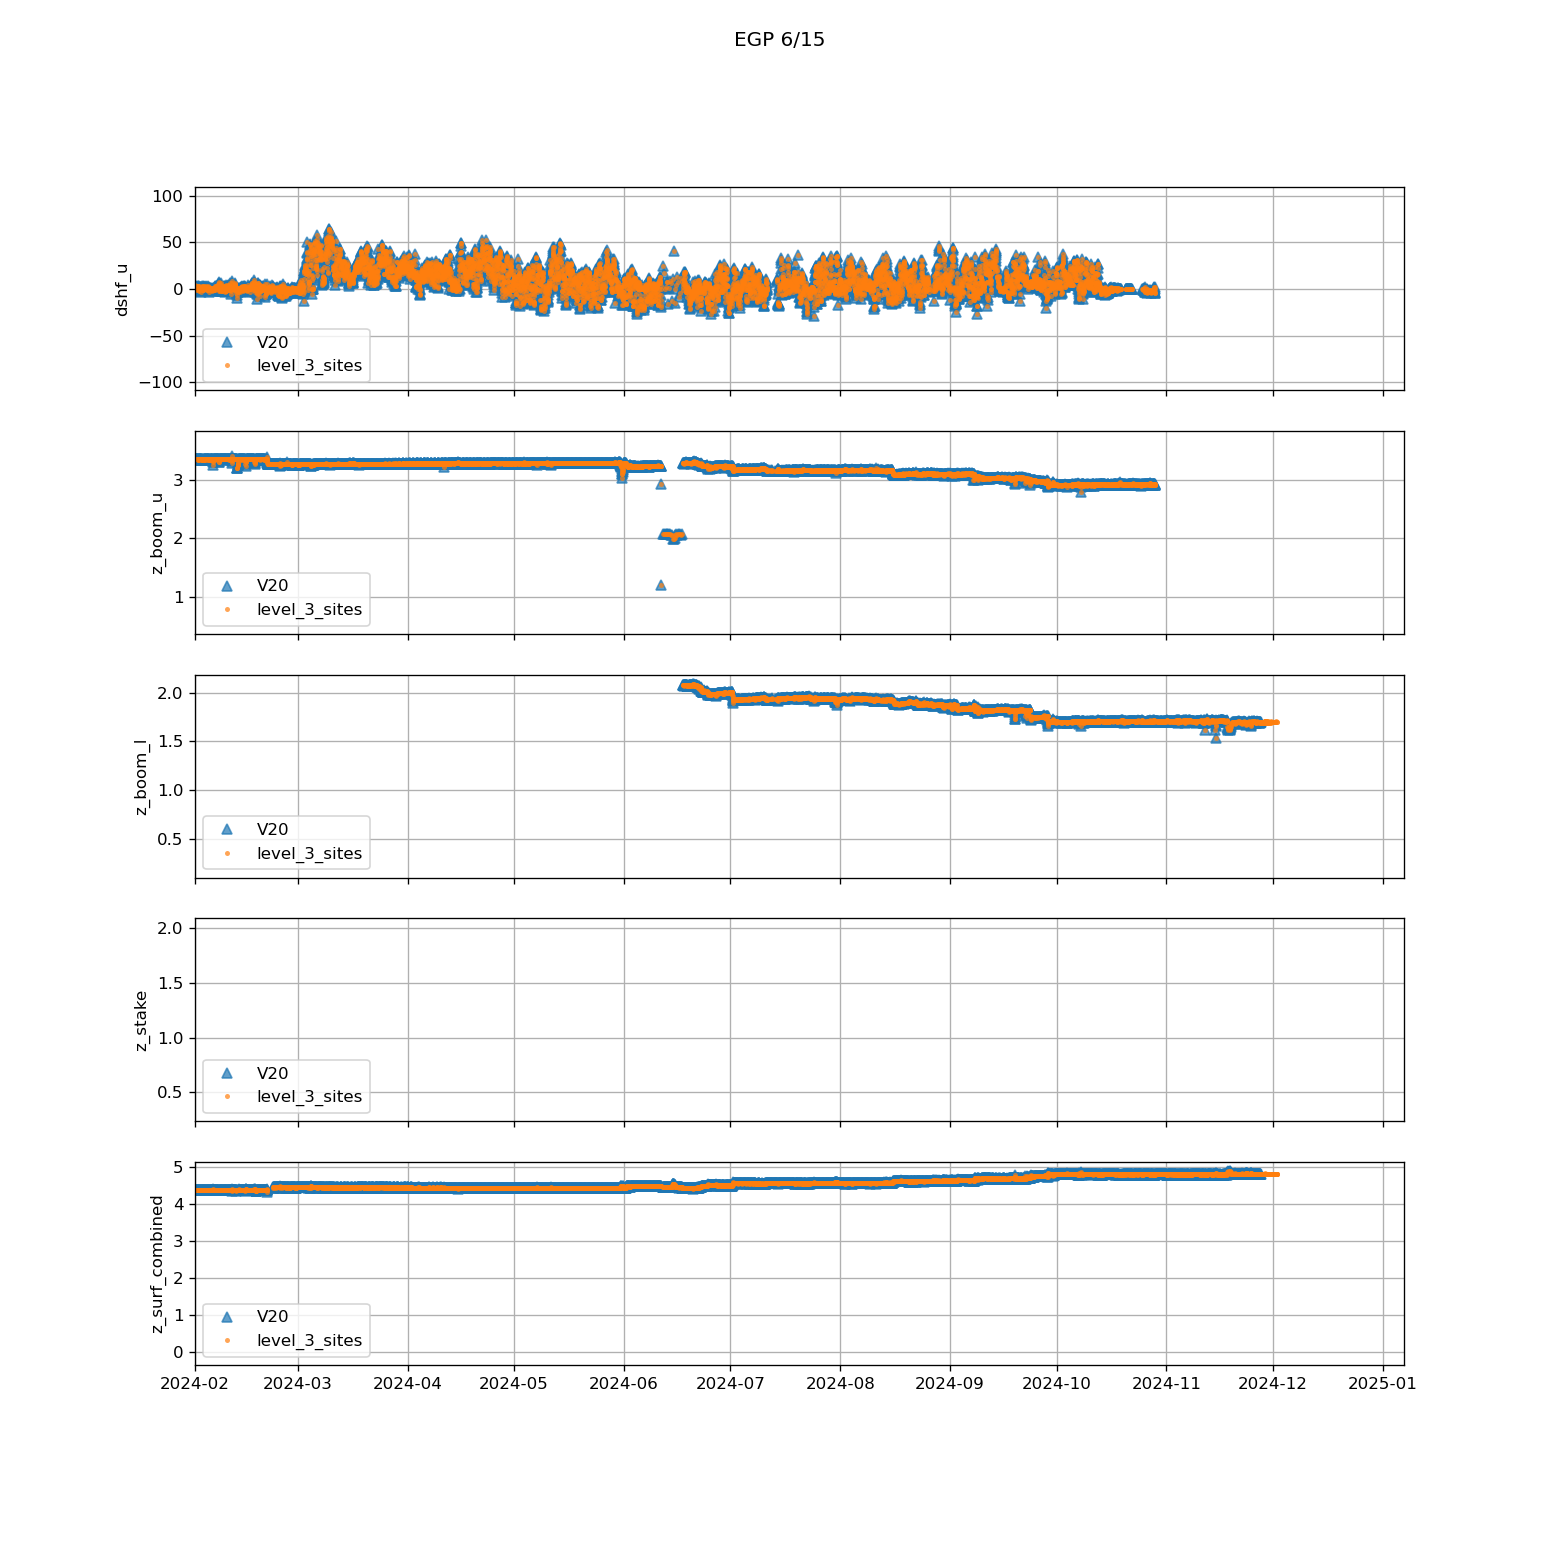 EGP 6/15
dshf_u
100
50
0
−50
−100
V20
level_3_sites
z_boom_u
3
2
1
V20
level_3_sites
z_boom_l
2.0
1.5
1.0
0.5
V20
level_3_sites
z_stake
2.0
1.5
1.0
0.5
V20
level_3_sites
z_surf_combined
5
4
3
2
1
0
V20
level_3_sites
2024-02 2024-03 2024-04 2024-05 2024-06 2024-07 2024-08 2024-09 2024-10 2024-11 2024-12 2025-01